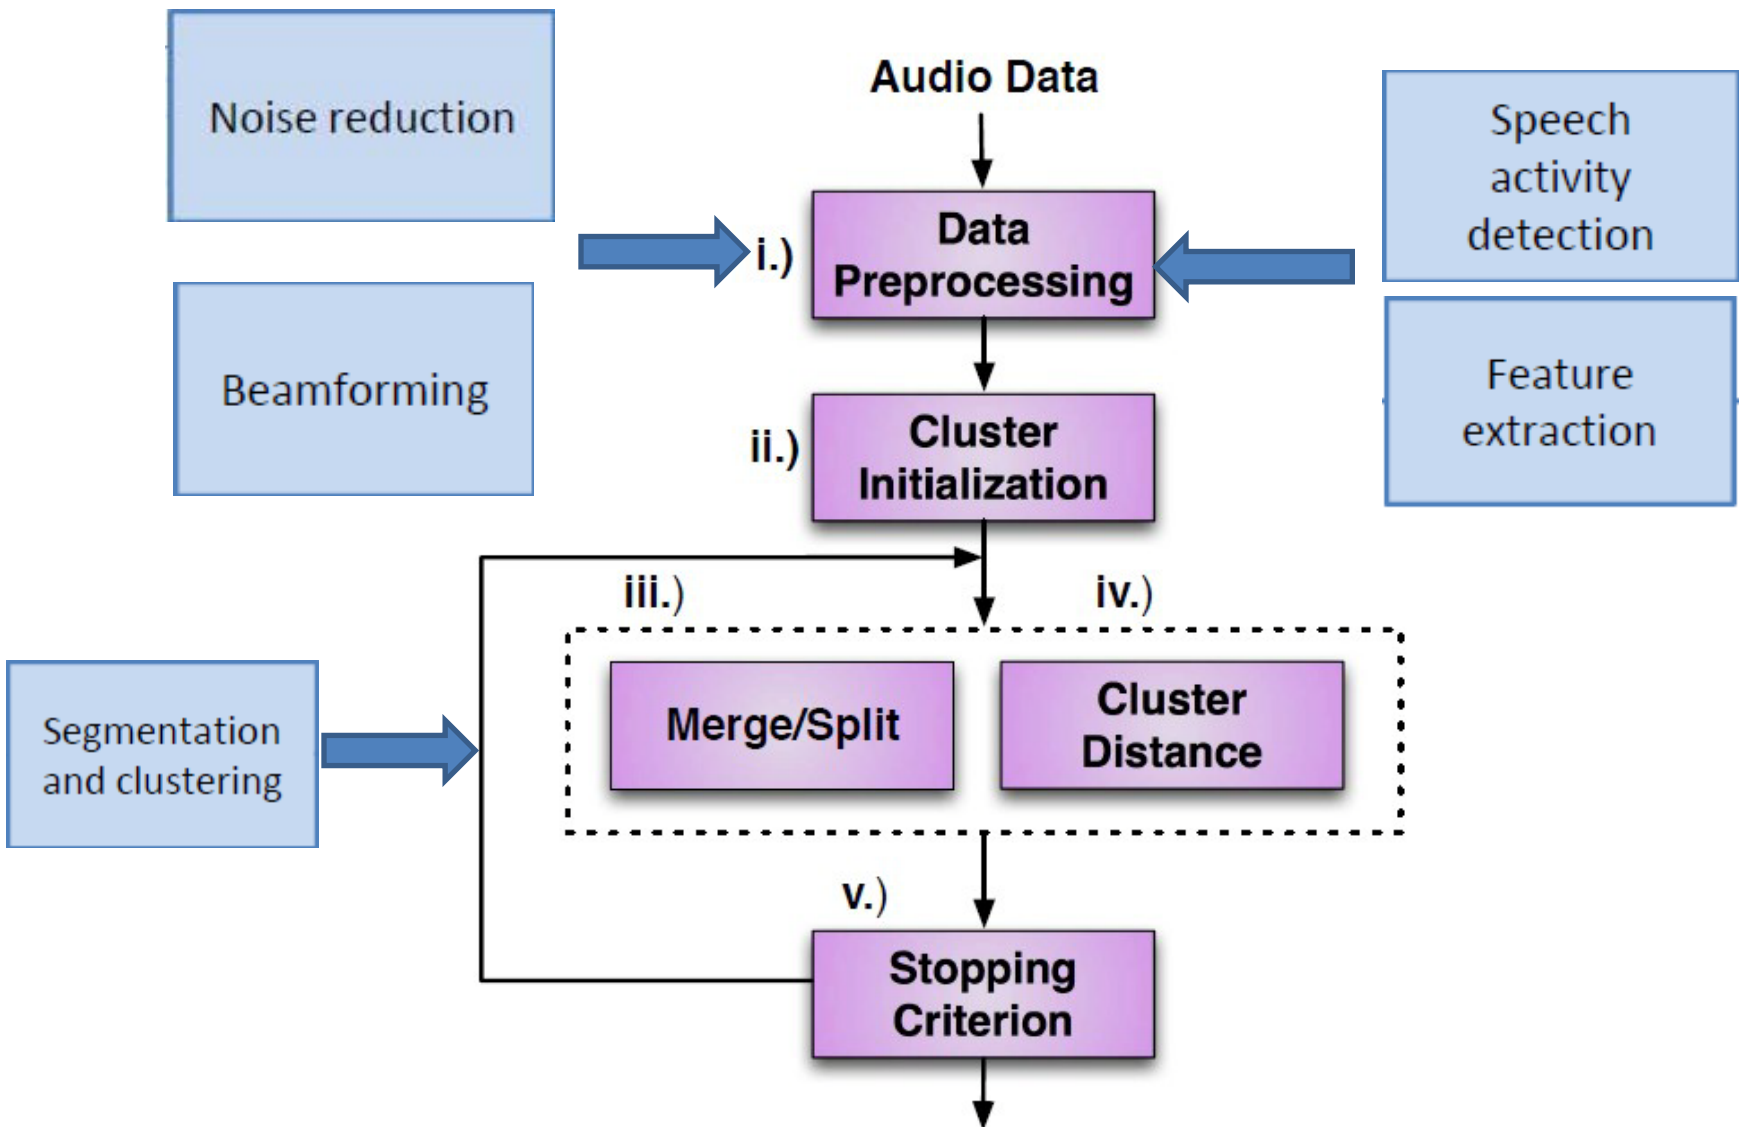 Noise reduction
Audio Data
Speech
activity
detection
i.)
Data
Preprocessing
Beamforming
Feature
extraction
ii.)
Cluster
Initialization
iii.)
iv.)
Segmentation
and clustering
Merge/Split
Cluster
Distance
v.)
Stopping
Criterion